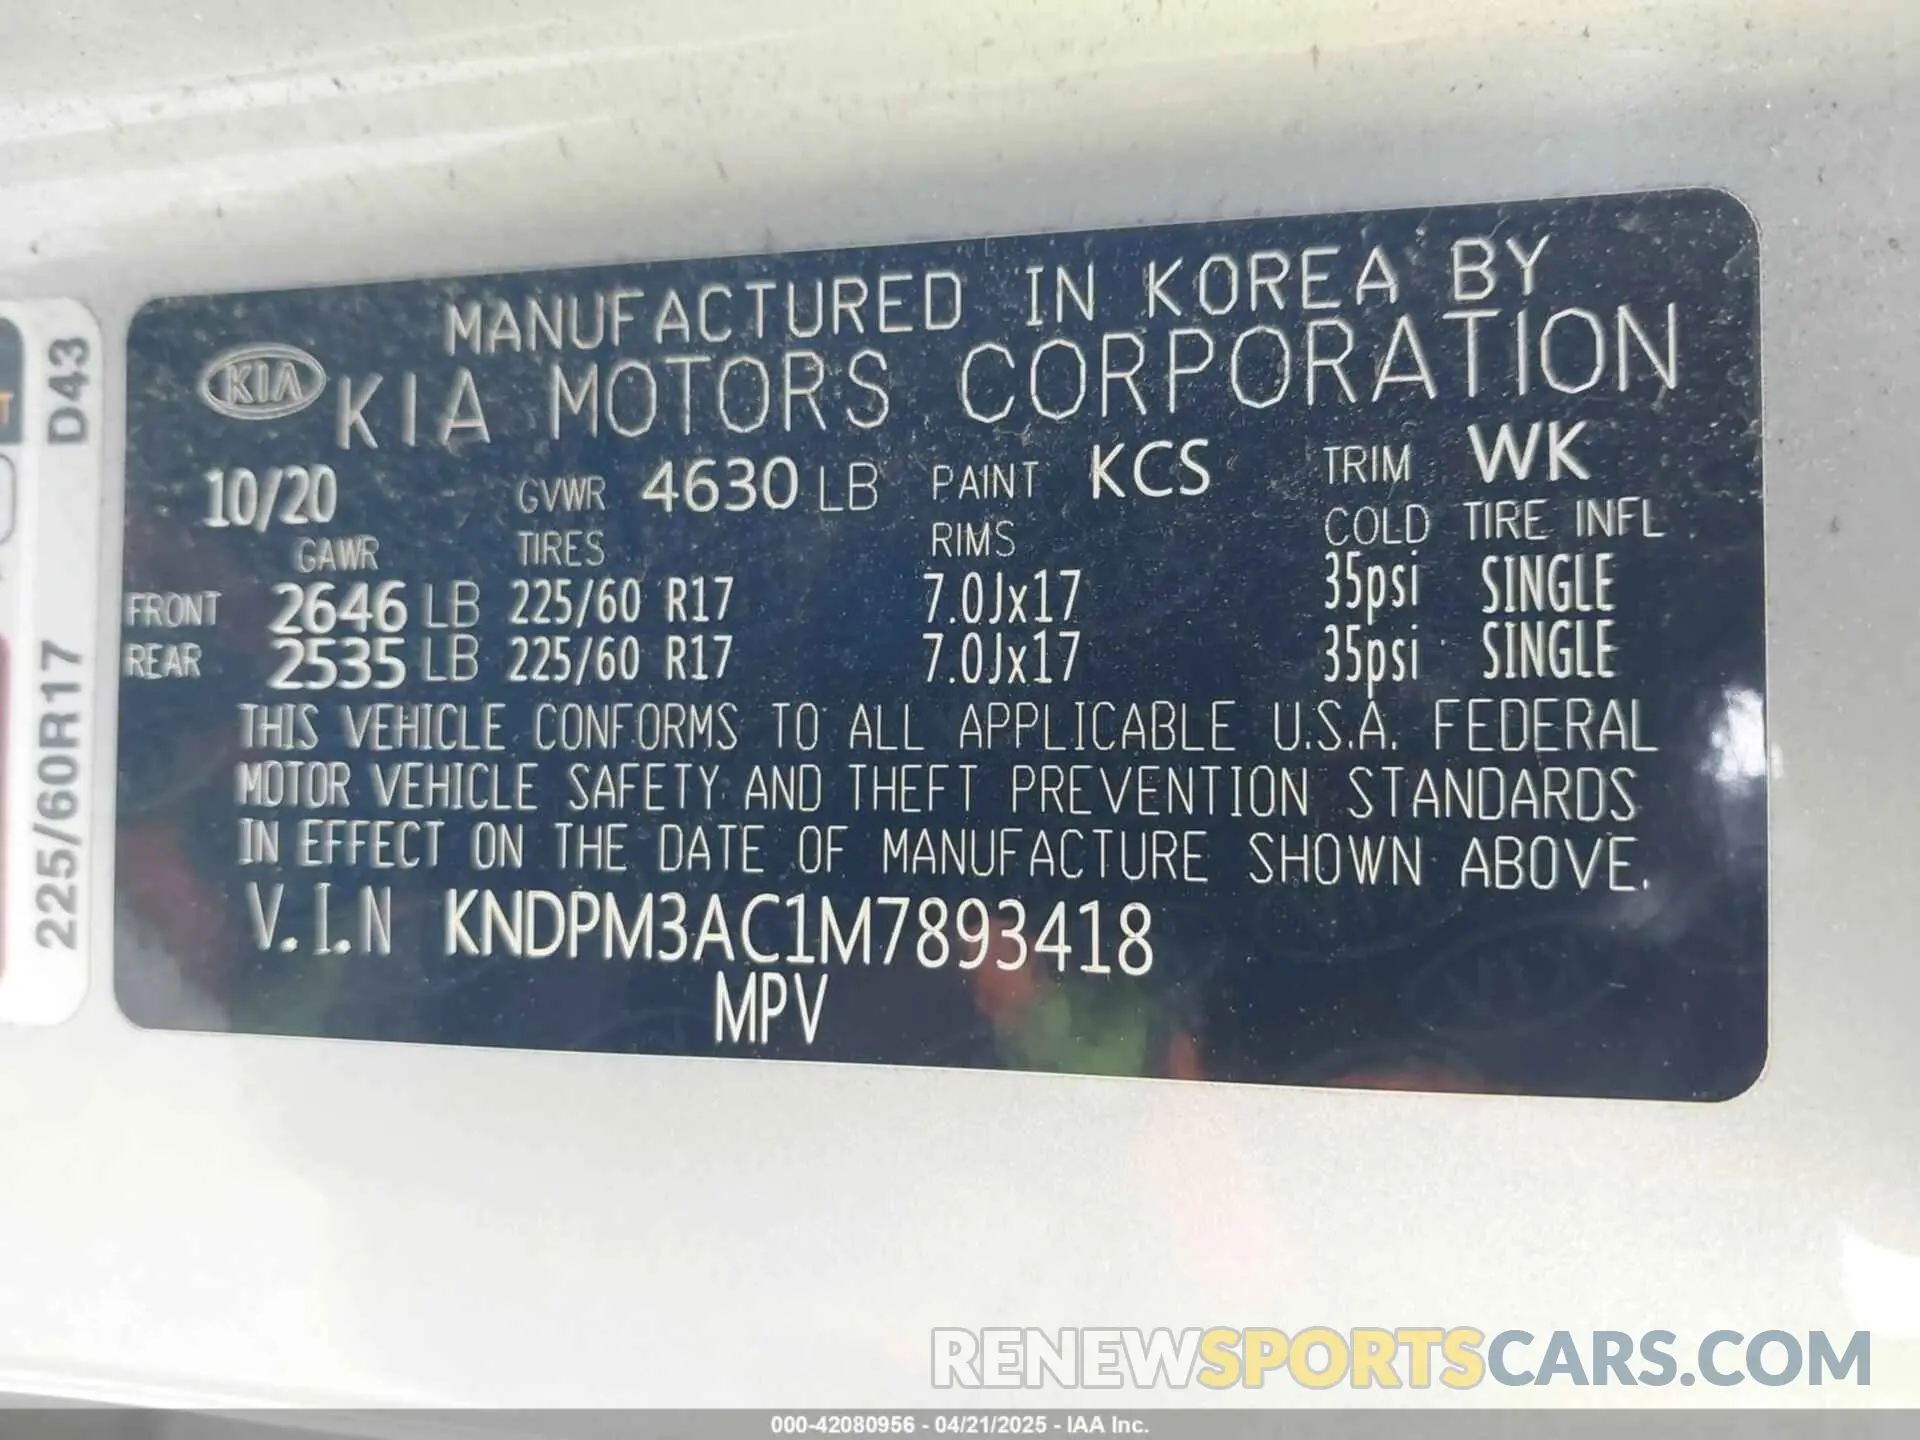 MANUFACTURED IN KOREA BY
KIA KIA MOTORS CORPORATION
10/20 GVWR 4630 LB PAINT KCS TRIM WK
GAWR TIRES RIMS COLD TIRE INFL
FRONT 2646 LB 225/60 R17 7.0Jx17 35psi SINGLE
REAR 2535 LB 225/60 R17 7.0Jx17 35psi SINGLE
THIS VEHICLE CONFORMS TO ALL APPLICABLE U.S.A. FEDERAL
MOTOR VEHICLE SAFETY AND THEFT PREVENTION STANDARDS
IN EFFECT ON THE DATE OF MANUFACTURE SHOWN ABOVE.
V.I.N KNDPM3AC1M7893418
MPV
225/60R17 D43
RENEWSPORTSCARS.COM
000-42080956 - 04/21/2025 - IAA Inc.